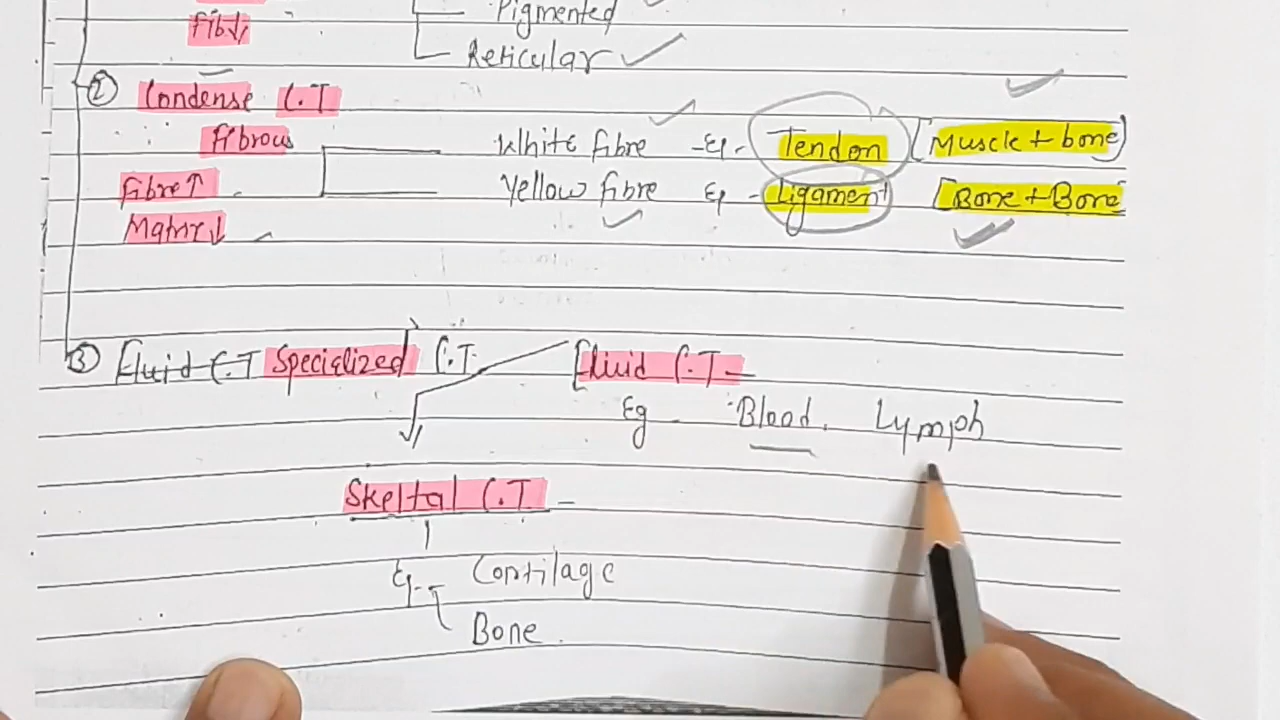 Pigmented
Fib↓
Reticular
② Condense C.T
Fibrous White fibre - Eg - Tendon [Muscle + bone]
Fibre↑ Yellow fibre Eg - Ligament [Bone + Bone
Matrix↓
③ Fluid C.T Specialized C.T. Fluid C.T -
Eg - Blood, Lymph
Skeltal C.T -
Eg - Cartilage
Bone.